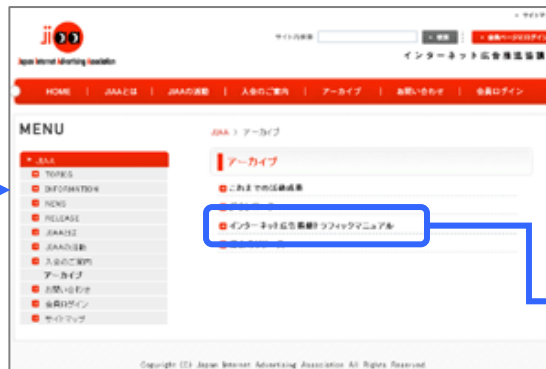 サイト内検索
インターネット広告推進協議
Japan Internet Advertising Association
HOME | JIAAとは | JIAAの活動 | 入会のご案内 | アーカイブ | お問い合わせ | 会員ログイン
MENU
JIAA > アーカイブ
JIAA
TOPICS
INFORMATION
NEWS
RELEASE
JIAAとは
JIAAの活動
入会のご案内
アーカイブ
お問い合わせ
会員ログイン
サイトマップ
アーカイブ
これまでの活動成果
インターネット広告掲載トラフィックマニュアル
Copyright (C) Japan Internet Advertising Association All Rights Reserved.